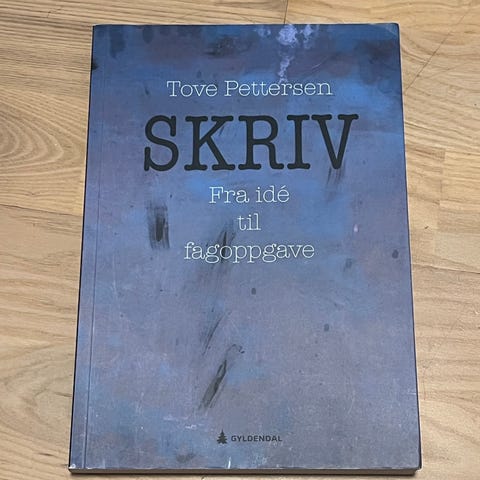 Tove Pettersen
SKRIV
Fra idé
til
fagoppgave
GYLDENDAL